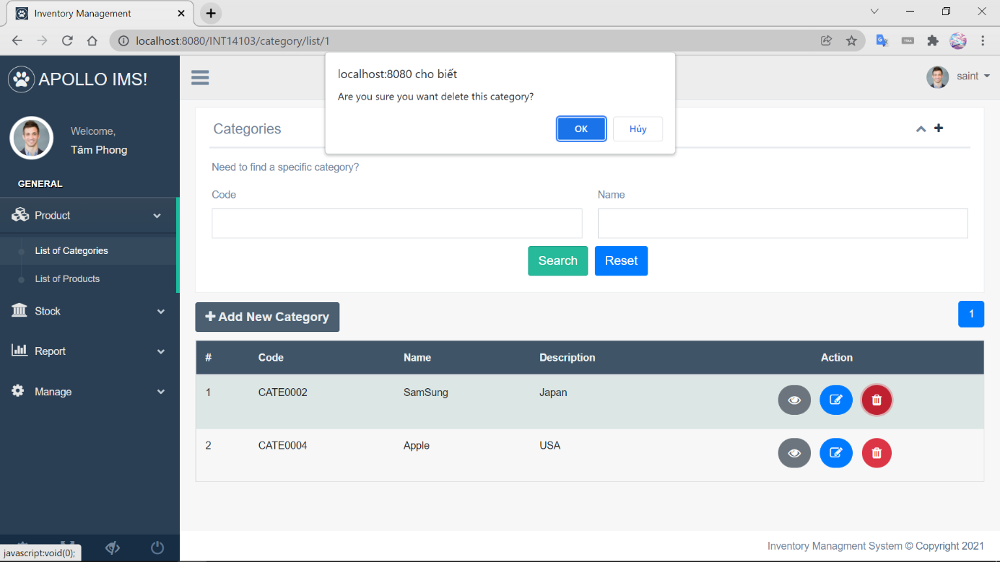 Inventory Management
localhost:8080/INT14103/category/list/1
APOLLO IMS!
Welcome,
Tâm Phong
GENERAL
Product
List of Categories
List of Products
Stock
Report
Manage
javascript:void(0);
localhost:8080 cho biết
Are you sure you want delete this category?
OK
Hủy
saint
Categories
Need to find a specific category?
Code Name
Search Reset
Add New Category
1
# Code Name Description Action
1 CATE0002 SamSung Japan
2 CATE0004 Apple USA
Inventory Managment System © Copyright 2021